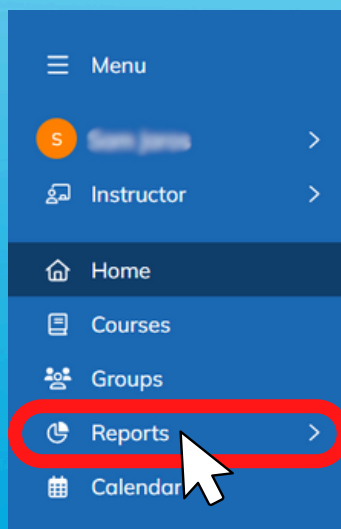 Menu
S
Instructor
Home
Courses
Groups
Reports
Calendar